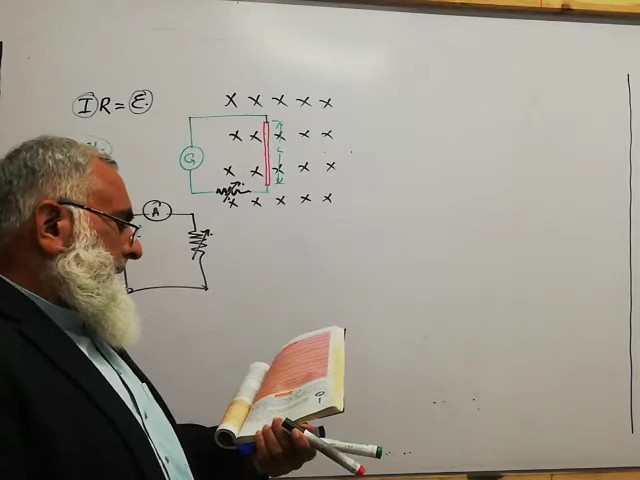 IR = ε
x x x x x
G x x x x x
L
x x x x x
x x x x x
A